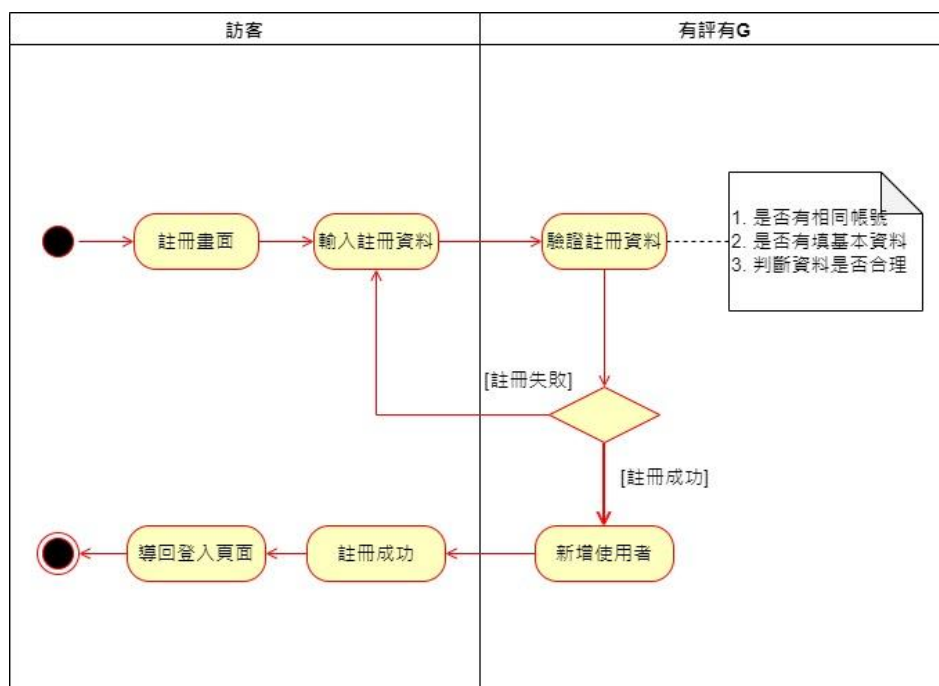 訪客
有評有G
註冊畫面
輸入註冊資料
驗證註冊資料
1. 是否有相同帳號
2. 是否有填基本資料
3. 判斷資料是否合理
[註冊失敗]
[註冊成功]
導回登入頁面
註冊成功
新增使用者